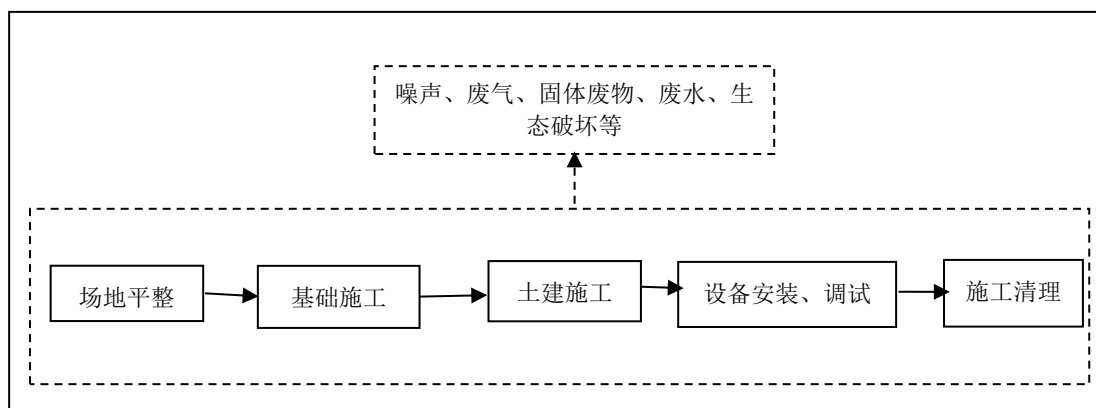 噪声、废气、固体废物、废水、生
态破坏等
场地平整
基础施工
土建施工
设备安装、调试
施工清理